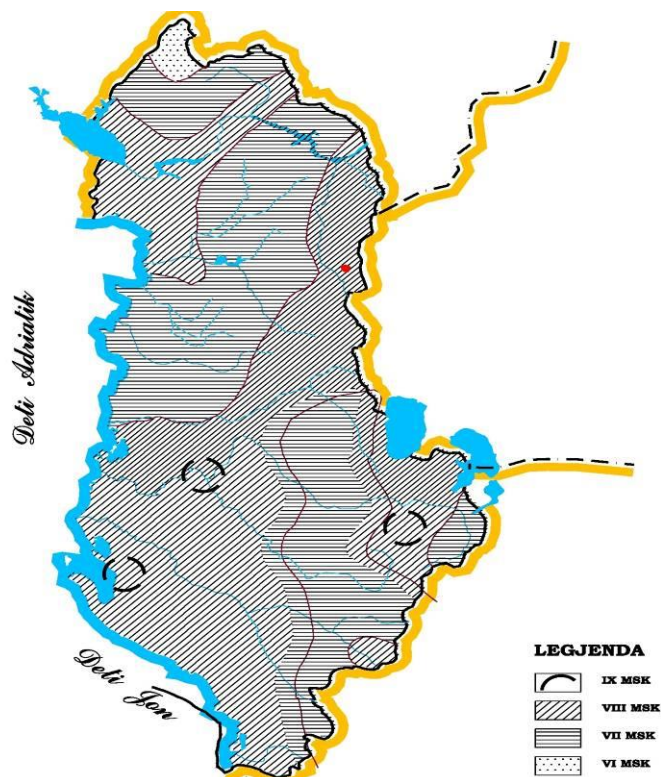 Deti Adriatik
Deti Jon
LEGJENDA
IX MSK
VIII MSK
VII MSK
VI MSK